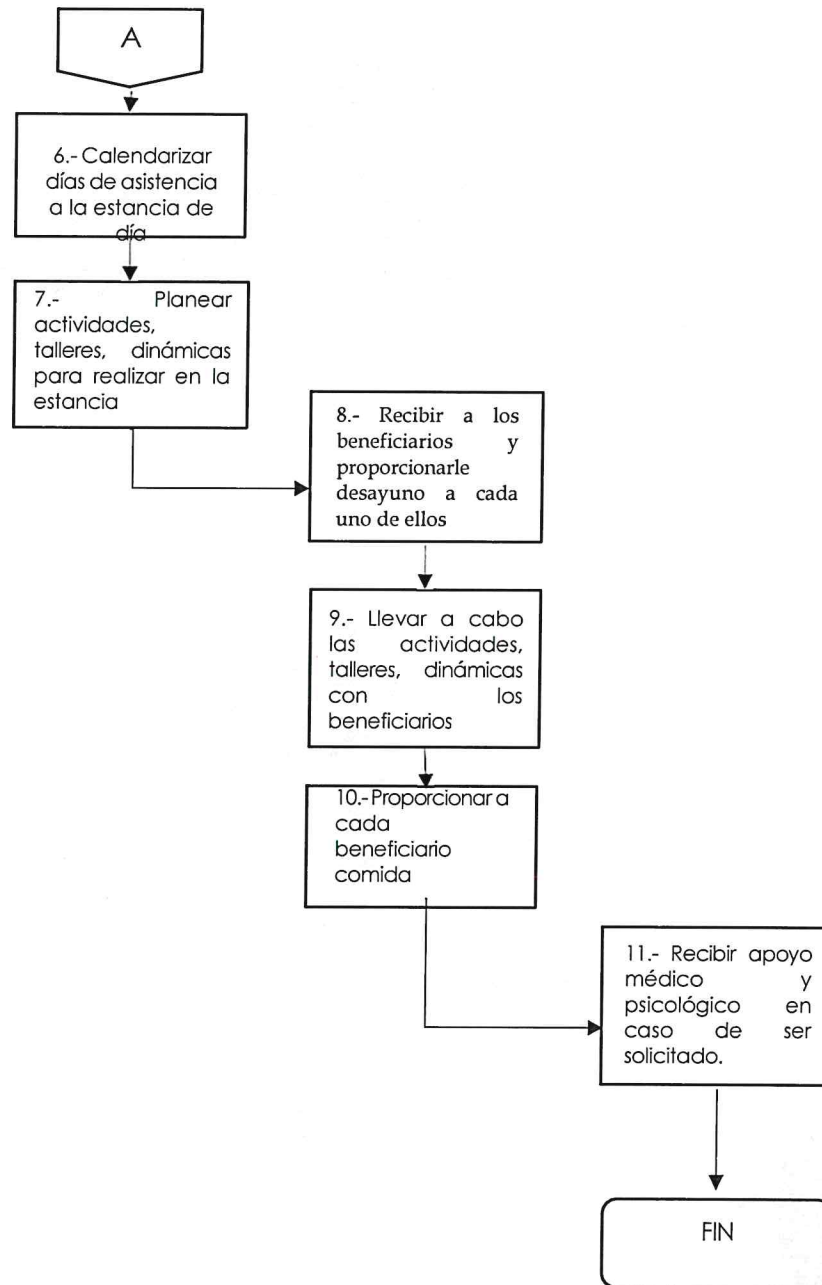 A
6.- Calendarizar
días de asistencia
a la estancia de
día
7.- Planear
actividades,
talleres, dinámicas
para realizar en la
estancia
8.- Recibir a los
beneficiarios y
proporcionarle
desayuno a cada
uno de ellos
9.- Llevar a cabo
las actividades,
talleres, dinámicas
con los
beneficiarios
10.-Proporcionar a
cada
beneficiario
comida
11.- Recibir apoyo
médico y
psicológico en
caso de ser
solicitado.
FIN